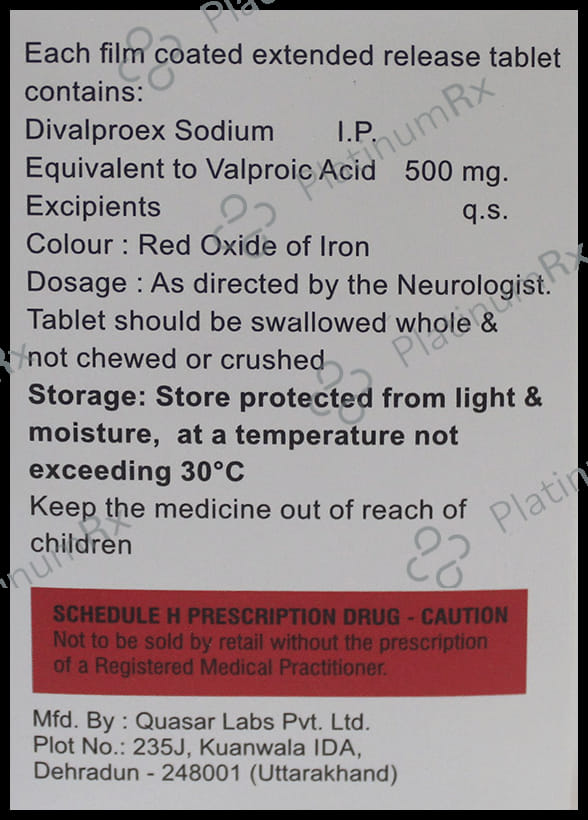 Each film coated extended release tablet
contains:
Divalproex Sodium I.P.
Equivalent to Valproic Acid 500 mg.
Excipients q.s.
Colour : Red Oxide of Iron
Dosage : As directed by the Neurologist.
Tablet should be swallowed whole &
not chewed or crushed
Storage: Store protected from light &
moisture, at a temperature not
exceeding 30°C
Keep the medicine out of reach of
children
SCHEDULE H PRESCRIPTION DRUG - CAUTION
Not to be sold by retail without the prescription
of a Registered Medical Practitioner.
Mfd. By : Quasar Labs Pvt. Ltd.
Plot No.: 235J, Kuanwala IDA,
Dehradun - 248001 (Uttarakhand)
PlatinumRx
PlatinumRx